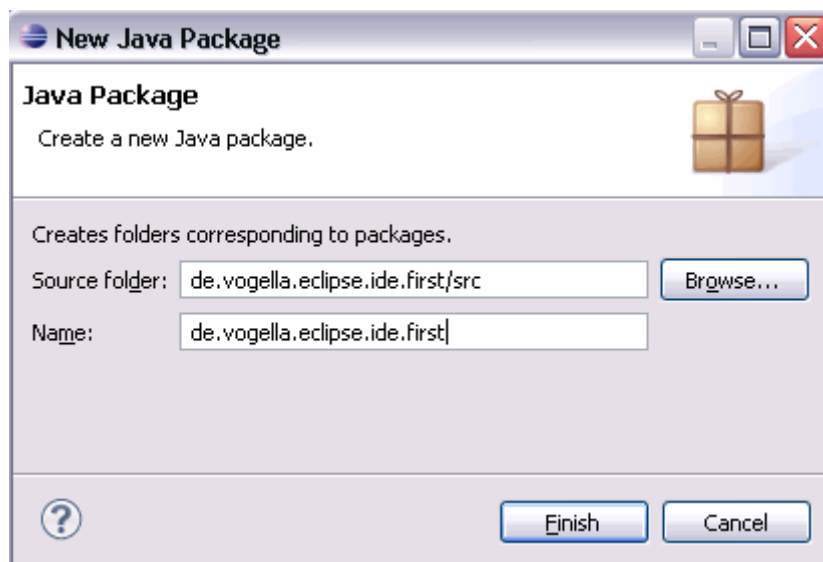 New Java Package
Java Package
Create a new Java package.
Creates folders corresponding to packages.
Source folder: de.vogella.eclipse.ide.first/src Browse...
Name: de.vogella.eclipse.ide.first
? Finish Cancel